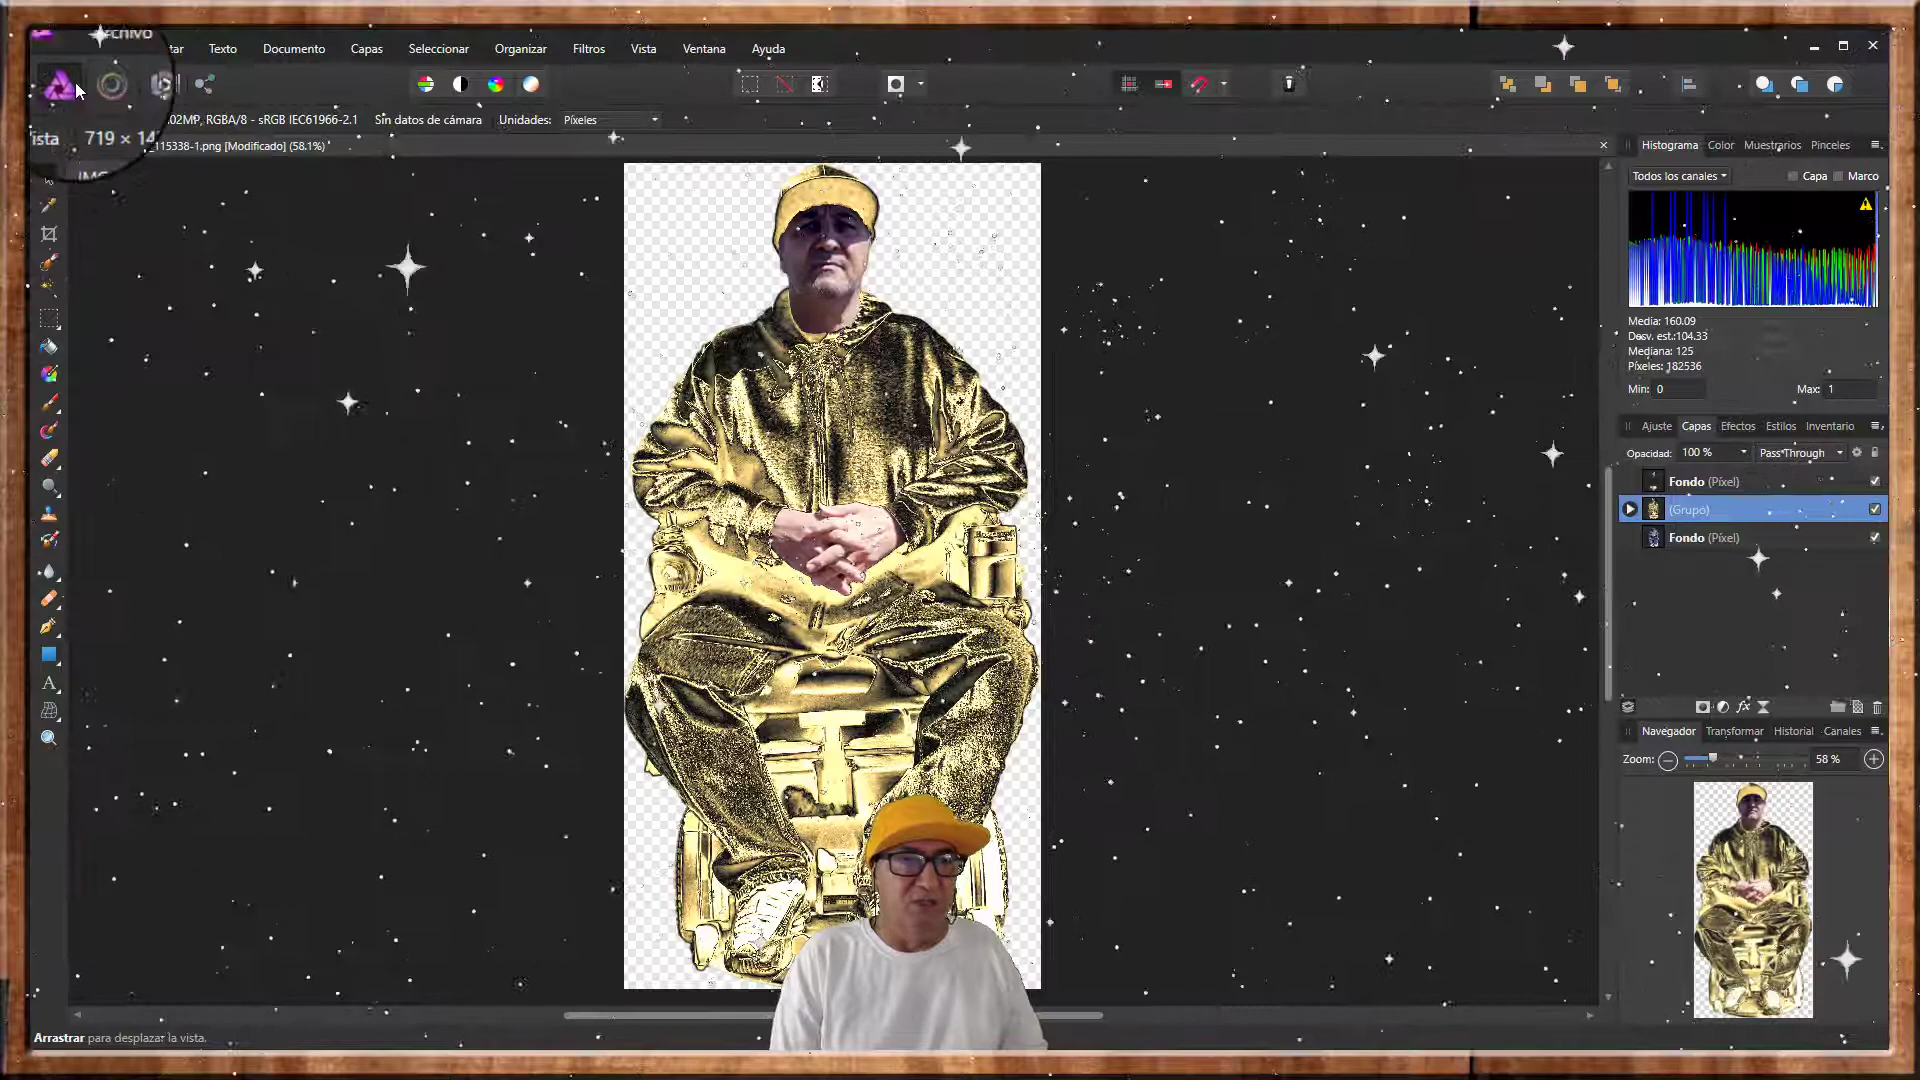 Archivo
tar Texto Documento Capas Seleccionar Organizar Filtros Vista Ventana Ayuda
ista 719 × 14
.02MP, RGBA/8 - sRGB IEC61966-2.1 Sin datos de cámara Unidades: Píxeles
_115338-1.png [Modificado] (58.1%)
Histograma Color Muestrarios Pinceles
Todos los canales Capa Marco
Media: 160.09
Desv. est.:104.33
Mediana: 125
Píxeles: 182536
Min: 0 Max: 1
Ajuste Capas Efectos Estilos Inventario
Opacidad: 100 % Pass Through
Fondo (Píxel)
(Grupo)
Fondo (Píxel)
fx
Navegador Transformar Historial Canales
Zoom: 58 %
A
Arrastrar para desplazar la vista.